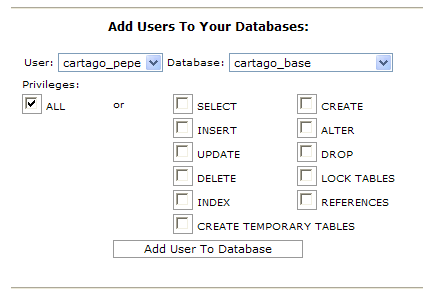 Add Users To Your Databases:
User: cartago_pepe Database: cartago_base
Privileges:
ALL or SELECT CREATE
INSERT ALTER
UPDATE DROP
DELETE LOCK TABLES
INDEX REFERENCES
CREATE TEMPORARY TABLES
Add User To Database